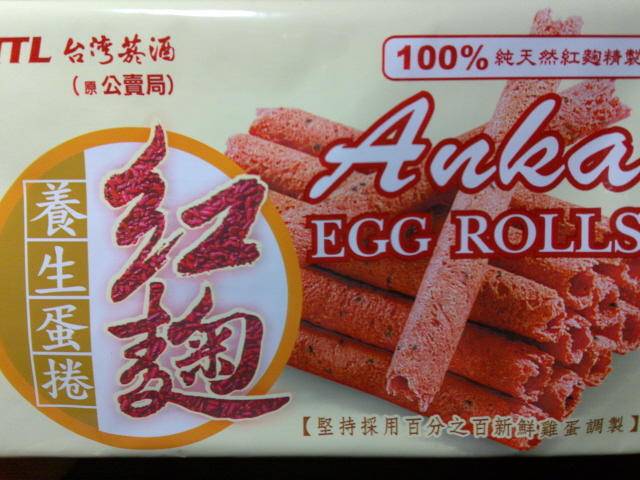 TTL 台湾菸酒
(原公賣局)
100% 純天然紅麴精製
Anka
EGG ROLLS
紅麴
養生蛋捲
【堅持採用百分之百新鮮雞蛋調製】